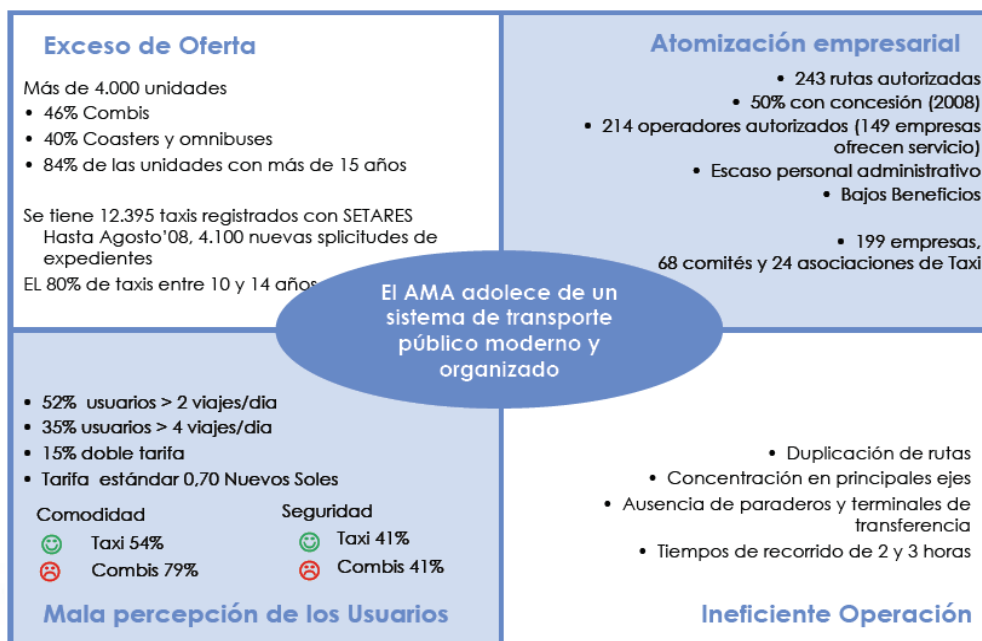 Exceso de Oferta
Más de 4.000 unidades
• 46% Combis
• 40% Coasters y omnibuses
• 84% de las unidades con más de 15 años
Se tiene 12.395 taxis registrados con SETARES
Hasta Agosto'08, 4.100 nuevas splicitudes de
expedientes
EL 80% de taxis entre 10 y 14 años
Atomización empresarial
• 243 rutas autorizadas
• 50% con concesión (2008)
• 214 operadores autorizados (149 empresas
ofrecen servicio)
• Escaso personal administrativo
• Bajos Beneficios
• 199 empresas,
68 comités y 24 asociaciones de Taxi
El AMA adolece de un
sistema de transporte
público moderno y
organizado
• 52% usuarios > 2 viajes/dia
• 35% usuarios > 4 viajes/dia
• 15% doble tarifa
• Tarifa estándar 0,70 Nuevos Soles
Comodidad
Taxi 54%
Combis 79%
Seguridad
Taxi 41%
Combis 41%
Mala percepción de los Usuarios
• Duplicación de rutas
• Concentración en principales ejes
• Ausencia de paraderos y terminales de
transferencia
• Tiempos de recorrido de 2 y 3 horas
Ineficiente Operación